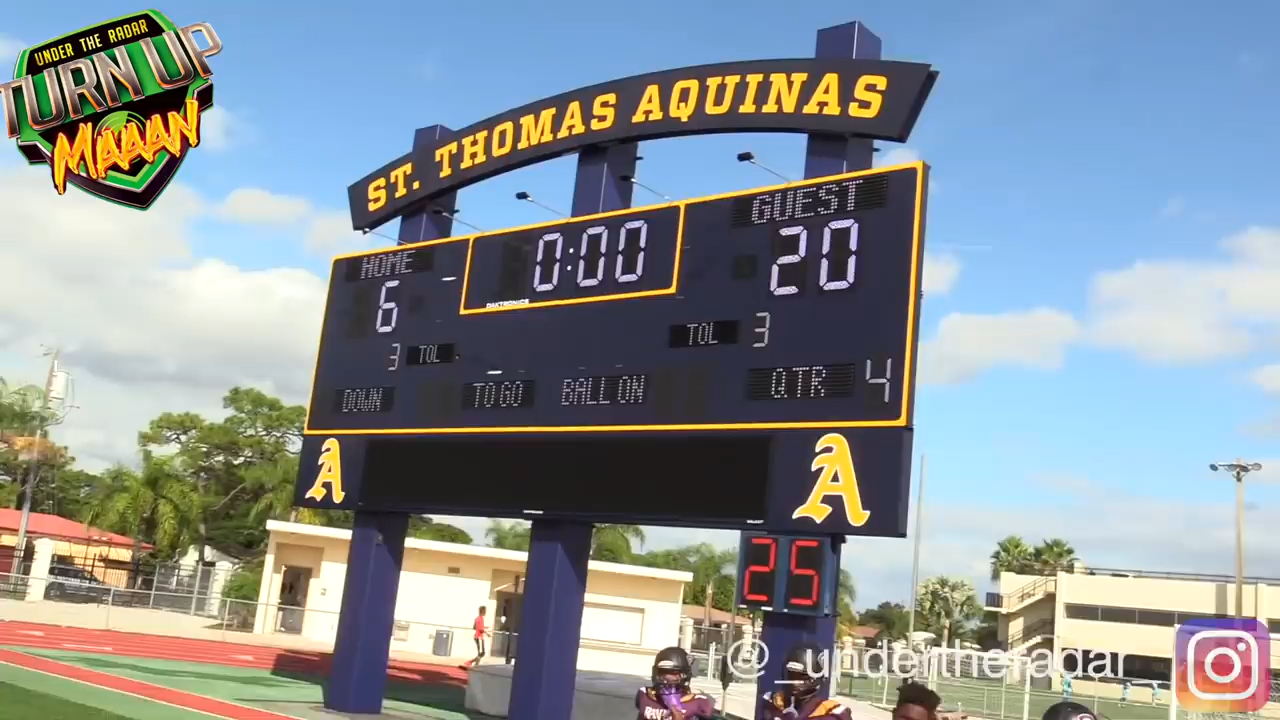 UNDER THE RADAR
TURN UP
MAAAN
ST. THOMAS AQUINAS
HOME
0:00
GUEST
6
20
DAKTRONICS
3 TOL
TOL 3
DOWN
TO GO
BALL ON
QTR 4
A
A
25
@_undertheradar